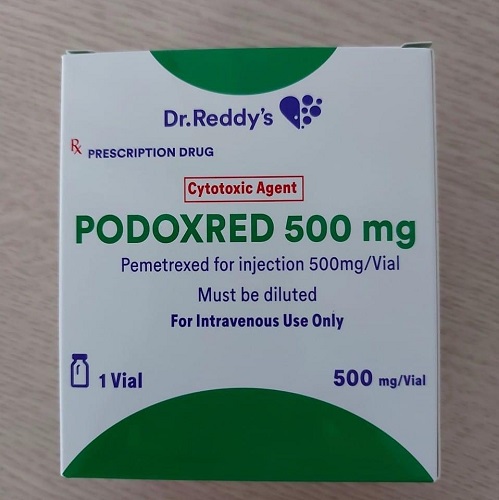 Dr.Reddy's
Rx PRESCRIPTION DRUG
Cytotoxic Agent
PODOXRED 500 mg
Pemetrexed for injection 500mg/Vial
Must be diluted
For Intravenous Use Only
1 Vial
500 mg/Vial